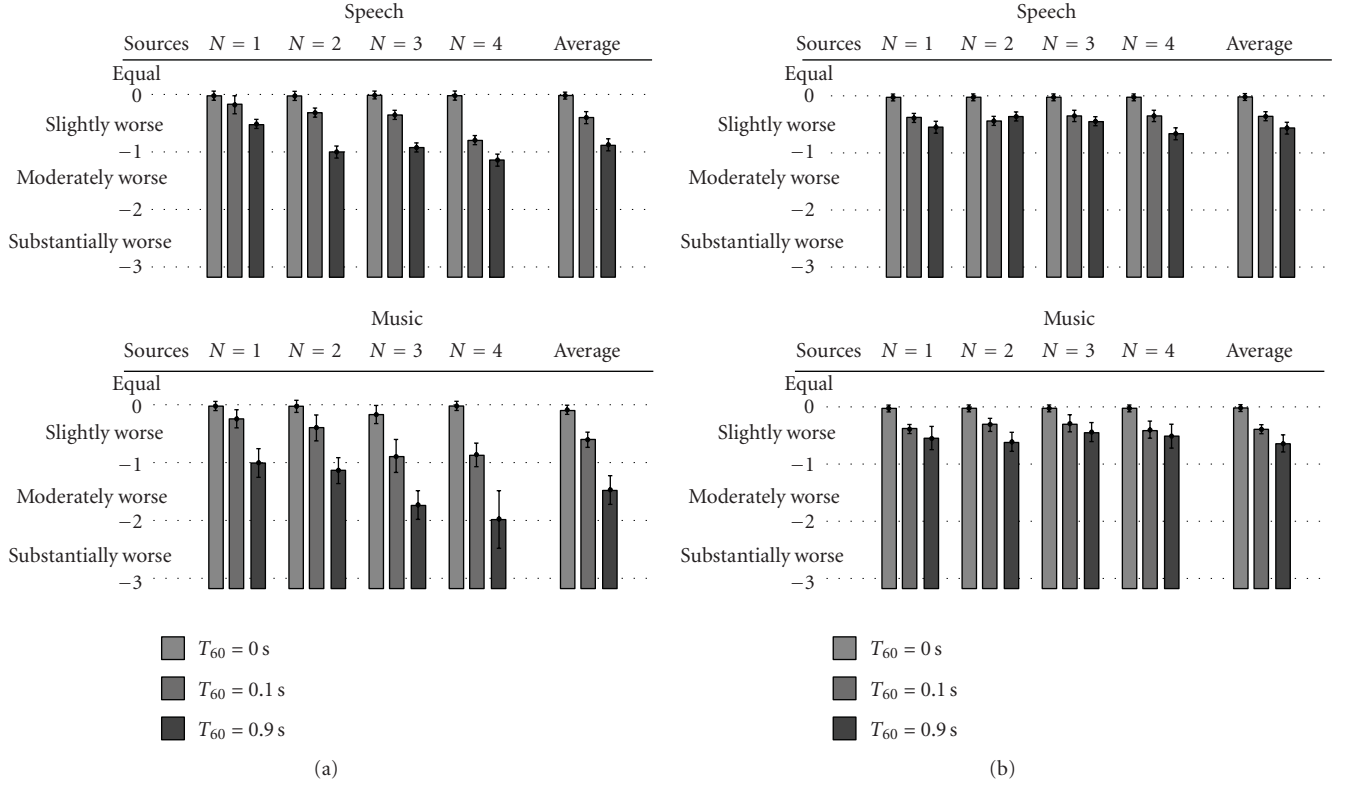 Speech
Sources N = 1 N = 2 N = 3 N = 4 Average
Equal
0
Slightly worse
−1
Moderately worse
−2
Substantially worse
−3
Music
Sources N = 1 N = 2 N = 3 N = 4 Average
Equal
0
Slightly worse
−1
Moderately worse
−2
Substantially worse
−3
T60 = 0 s
T60 = 0.1 s
T60 = 0.9 s
(a)
Speech
Sources N = 1 N = 2 N = 3 N = 4 Average
Equal
0
Slightly worse
−1
Moderately worse
−2
Substantially worse
−3
Music
Sources N = 1 N = 2 N = 3 N = 4 Average
Equal
0
Slightly worse
−1
Moderately worse
−2
Substantially worse
−3
T60 = 0 s
T60 = 0.1 s
T60 = 0.9 s
(b)